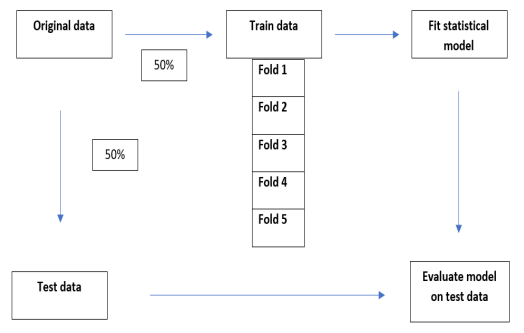 Original data
Train data
Fit statistical
model
50%
Fold 1
Fold 2
Fold 3
Fold 4
Fold 5
50%
Test data
Evaluate model
on test data